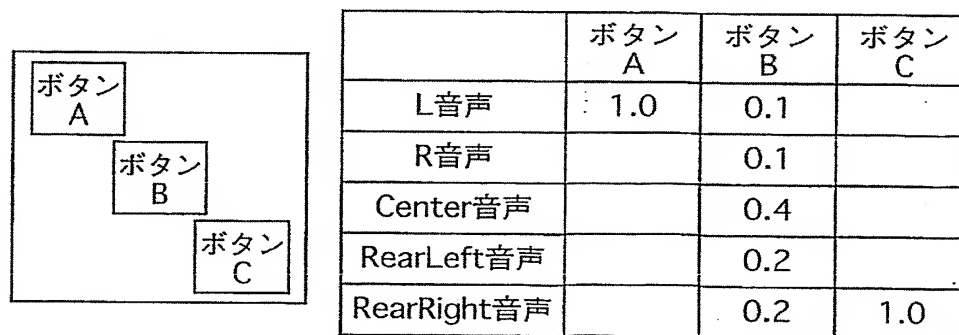 ボタン
A
ボタン
B
ボタン
C
ボタン
A
ボタン
B
ボタン
C
L音声 1.0 0.1
R音声 0.1
Center音声 0.4
RearLeft音声 0.2
RearRight音声 0.2 1.0